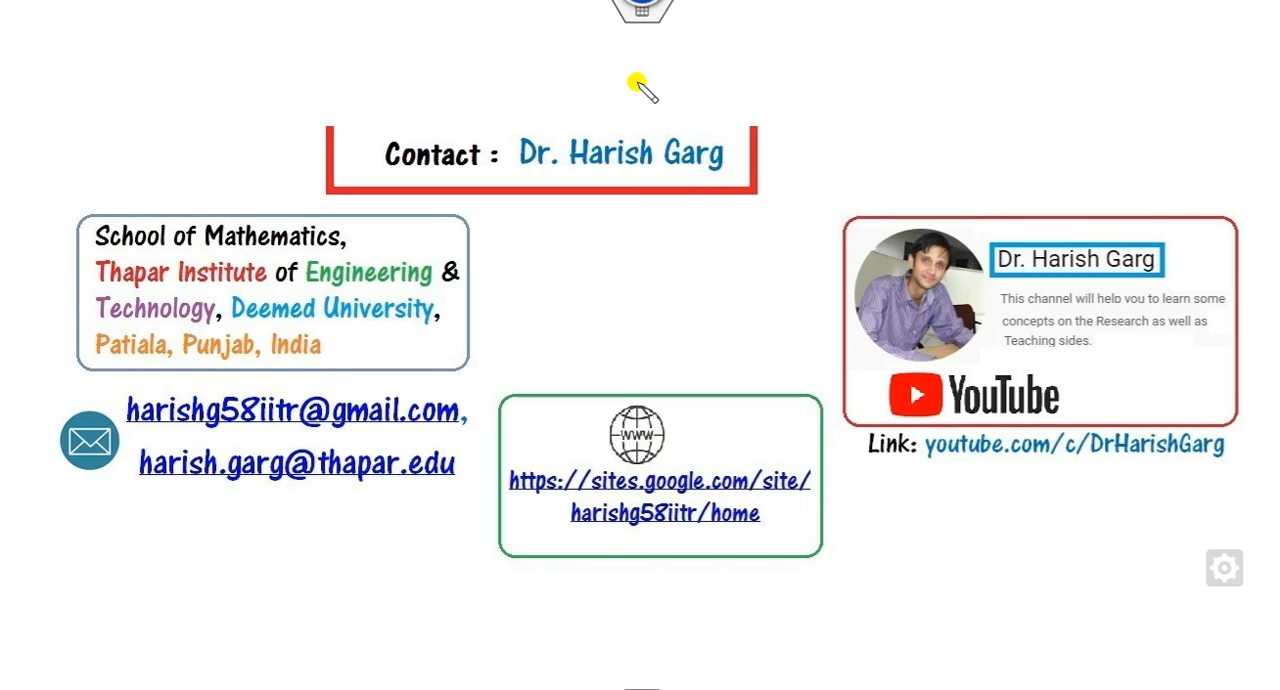 Contact : Dr. Harish Garg
School of Mathematics,
Thapar Institute of Engineering &
Technology, Deemed University,
Patiala, Punjab, India
harishg58iitr@gmail.com,
harish.garg@thapar.edu
WWW
https://sites.google.com/site/
harishg58iitr/home
Dr. Harish Garg
This channel will help you to learn some
concepts on the Research as well as
Teaching sides.
YouTube
Link: youtube.com/c/DrHarishGarg